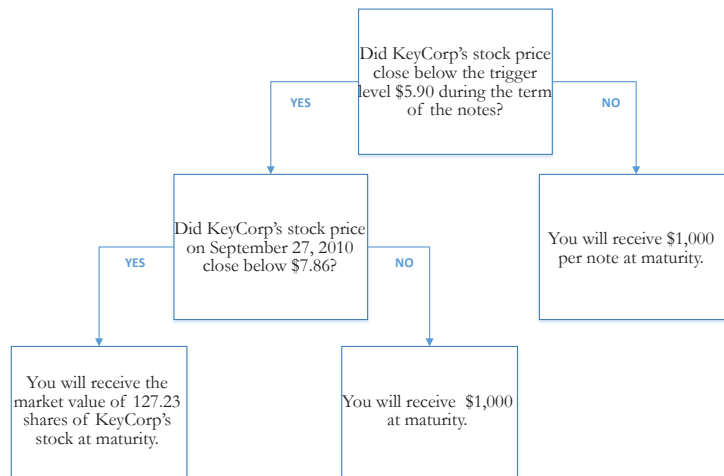 Did KeyCorp's stock price
close below the trigger
level $5.90 during the term
of the notes?
YES
NO
Did KeyCorp's stock price
on September 27, 2010
close below $7.86?
You will receive $1,000
per note at maturity.
YES
NO
You will receive the
market value of 127.23
shares of KeyCorp's
stock at maturity.
You will receive $1,000
at maturity.